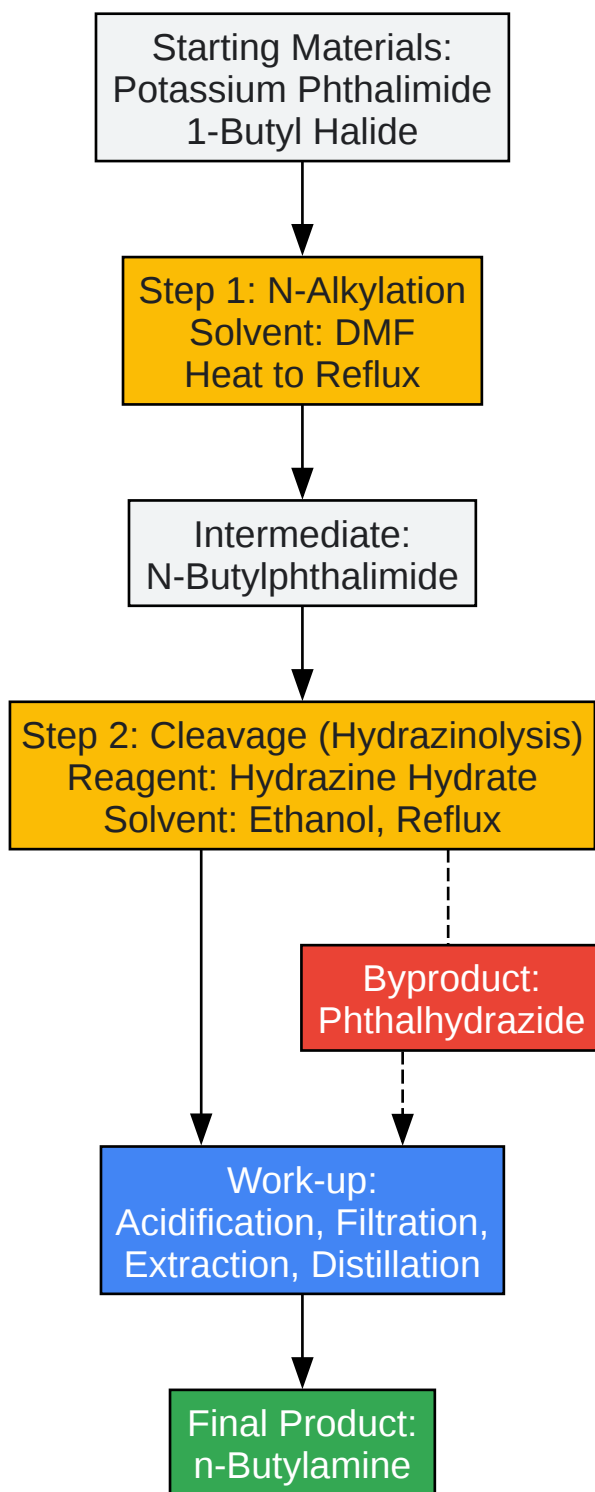 Starting Materials:
Potassium Phthalimide
1-Butyl Halide
Step 1: N-Alkylation
Solvent: DMF
Heat to Reflux
Intermediate:
N-Butylphthalimide
Step 2: Cleavage (Hydrazinolysis)
Reagent: Hydrazine Hydrate
Solvent: Ethanol, Reflux
Byproduct:
Phthalhydrazide
Work-up:
Acidification, Filtration,
Extraction, Distillation
Final Product:
n-Butylamine